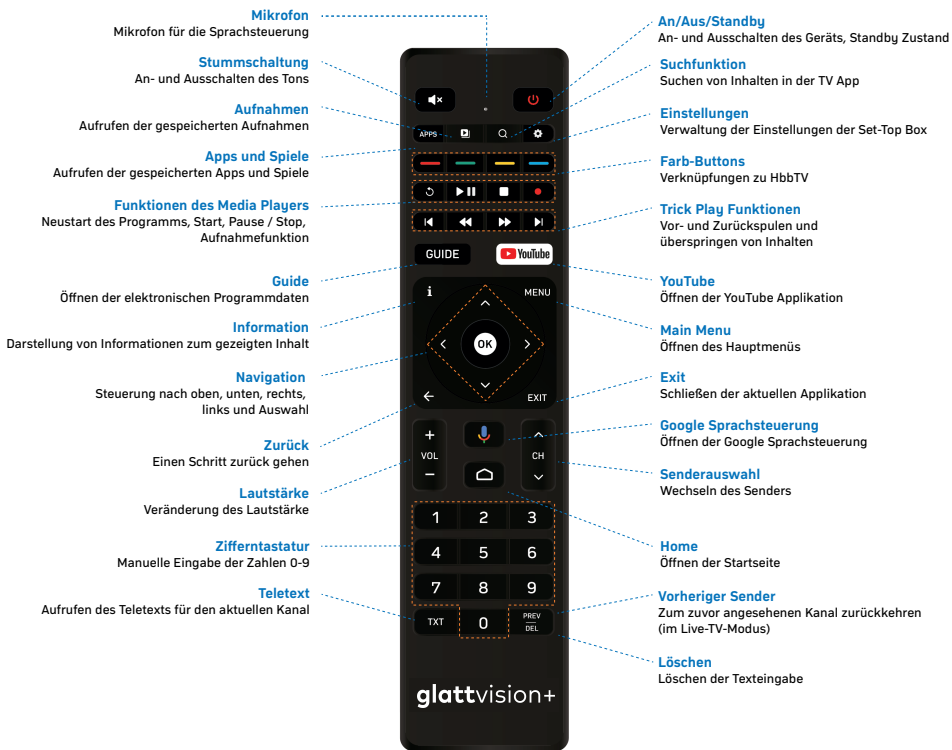 Mikrofon
Mikrofon für die Sprachsteuerung
Stummschaltung
An- und Ausschalten des Tons
Aufnahmen
Aufrufen der gespeicherten Aufnahmen
Apps und Spiele
Aufrufen der gespeicherten Apps und Spiele
Funktionen des Media Players
Neustart des Programms, Start, Pause / Stop,
Aufnahmefunktion
Guide
Öffnen der elektronischen Programmdaten
Information
Darstellung von Informationen zum gezeigten Inhalt
Navigation
Steuerung nach oben, unten, rechts,
links und Auswahl
Zurück
Einen Schritt zurück gehen
Lautstärke
Veränderung des Lautstärke
Zifferntastatur
Manuelle Eingabe der Zahlen 0-9
Teletext
Aufrufen des Teletexts für den aktuellen Kanal
APPS
GUIDE
YouTube
i
MENU
OK
EXIT
+
VOL
CH
−
1 2 3
4 5 6
7 8 9
TXT
0
PREV
DEL
glattvision+
An/Aus/Standby
An- und Ausschalten des Geräts, Standby Zustand
Suchfunktion
Suchen von Inhalten in der TV App
Einstellungen
Verwaltung der Einstellungen der Set-Top Box
Farb-Buttons
Verknüpfungen zu HbbTV
Trick Play Funktionen
Vor- und Zurückspulen und
überspringen von Inhalten
YouTube
Öffnen der YouTube Applikation
Main Menu
Öffnen des Hauptmenüs
Exit
Schließen der aktuellen Applikation
Google Sprachsteuerung
Öffnen der Google Sprachsteuerung
Senderauswahl
Wechseln des Senders
Home
Öffnen der Startseite
Vorheriger Sender
Zum zuvor angesehenen Kanal zurückkehren
(im Live-TV-Modus)
Löschen
Löschen der Texteingabe